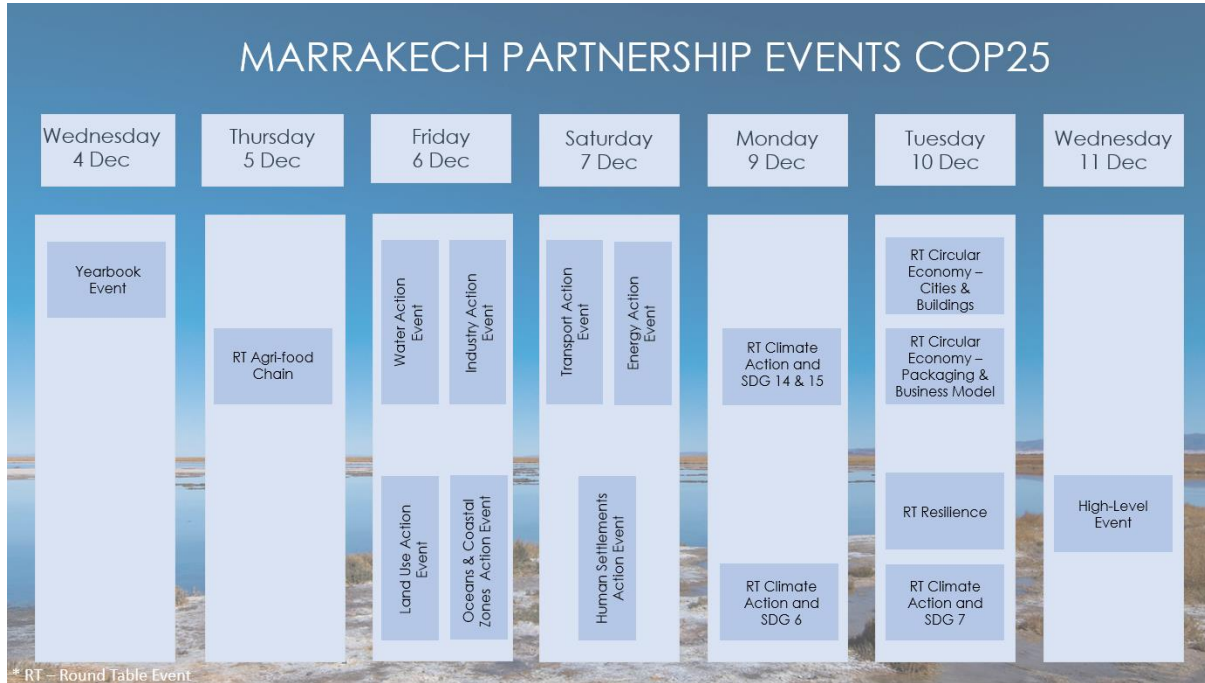 MARRAKECH PARTNERSHIP EVENTS COP25
Wednesday
4 Dec
Thursday
5 Dec
Friday
6 Dec
Saturday
7 Dec
Monday
9 Dec
Tuesday
10 Dec
Wednesday
11 Dec
Yearbook
Event
RT Agri-food
Chain
Water Action
Event
Industry Action
Event
Land Use Action
Event
Oceans & Coastal
Zones Action Event
Transport Action
Event
Energy Action
Event
Human Settlements
Action Event
RT Climate
Action and
SDG 14 & 15
RT Climate
Action and
SDG 6
RT Circular
Economy –
Cities &
Buildings
RT Circular
Economy –
Packaging &
Business Model
RT Resilience
RT Climate
Action and
SDG 7
High-Level
Event
* RT – Round Table Event